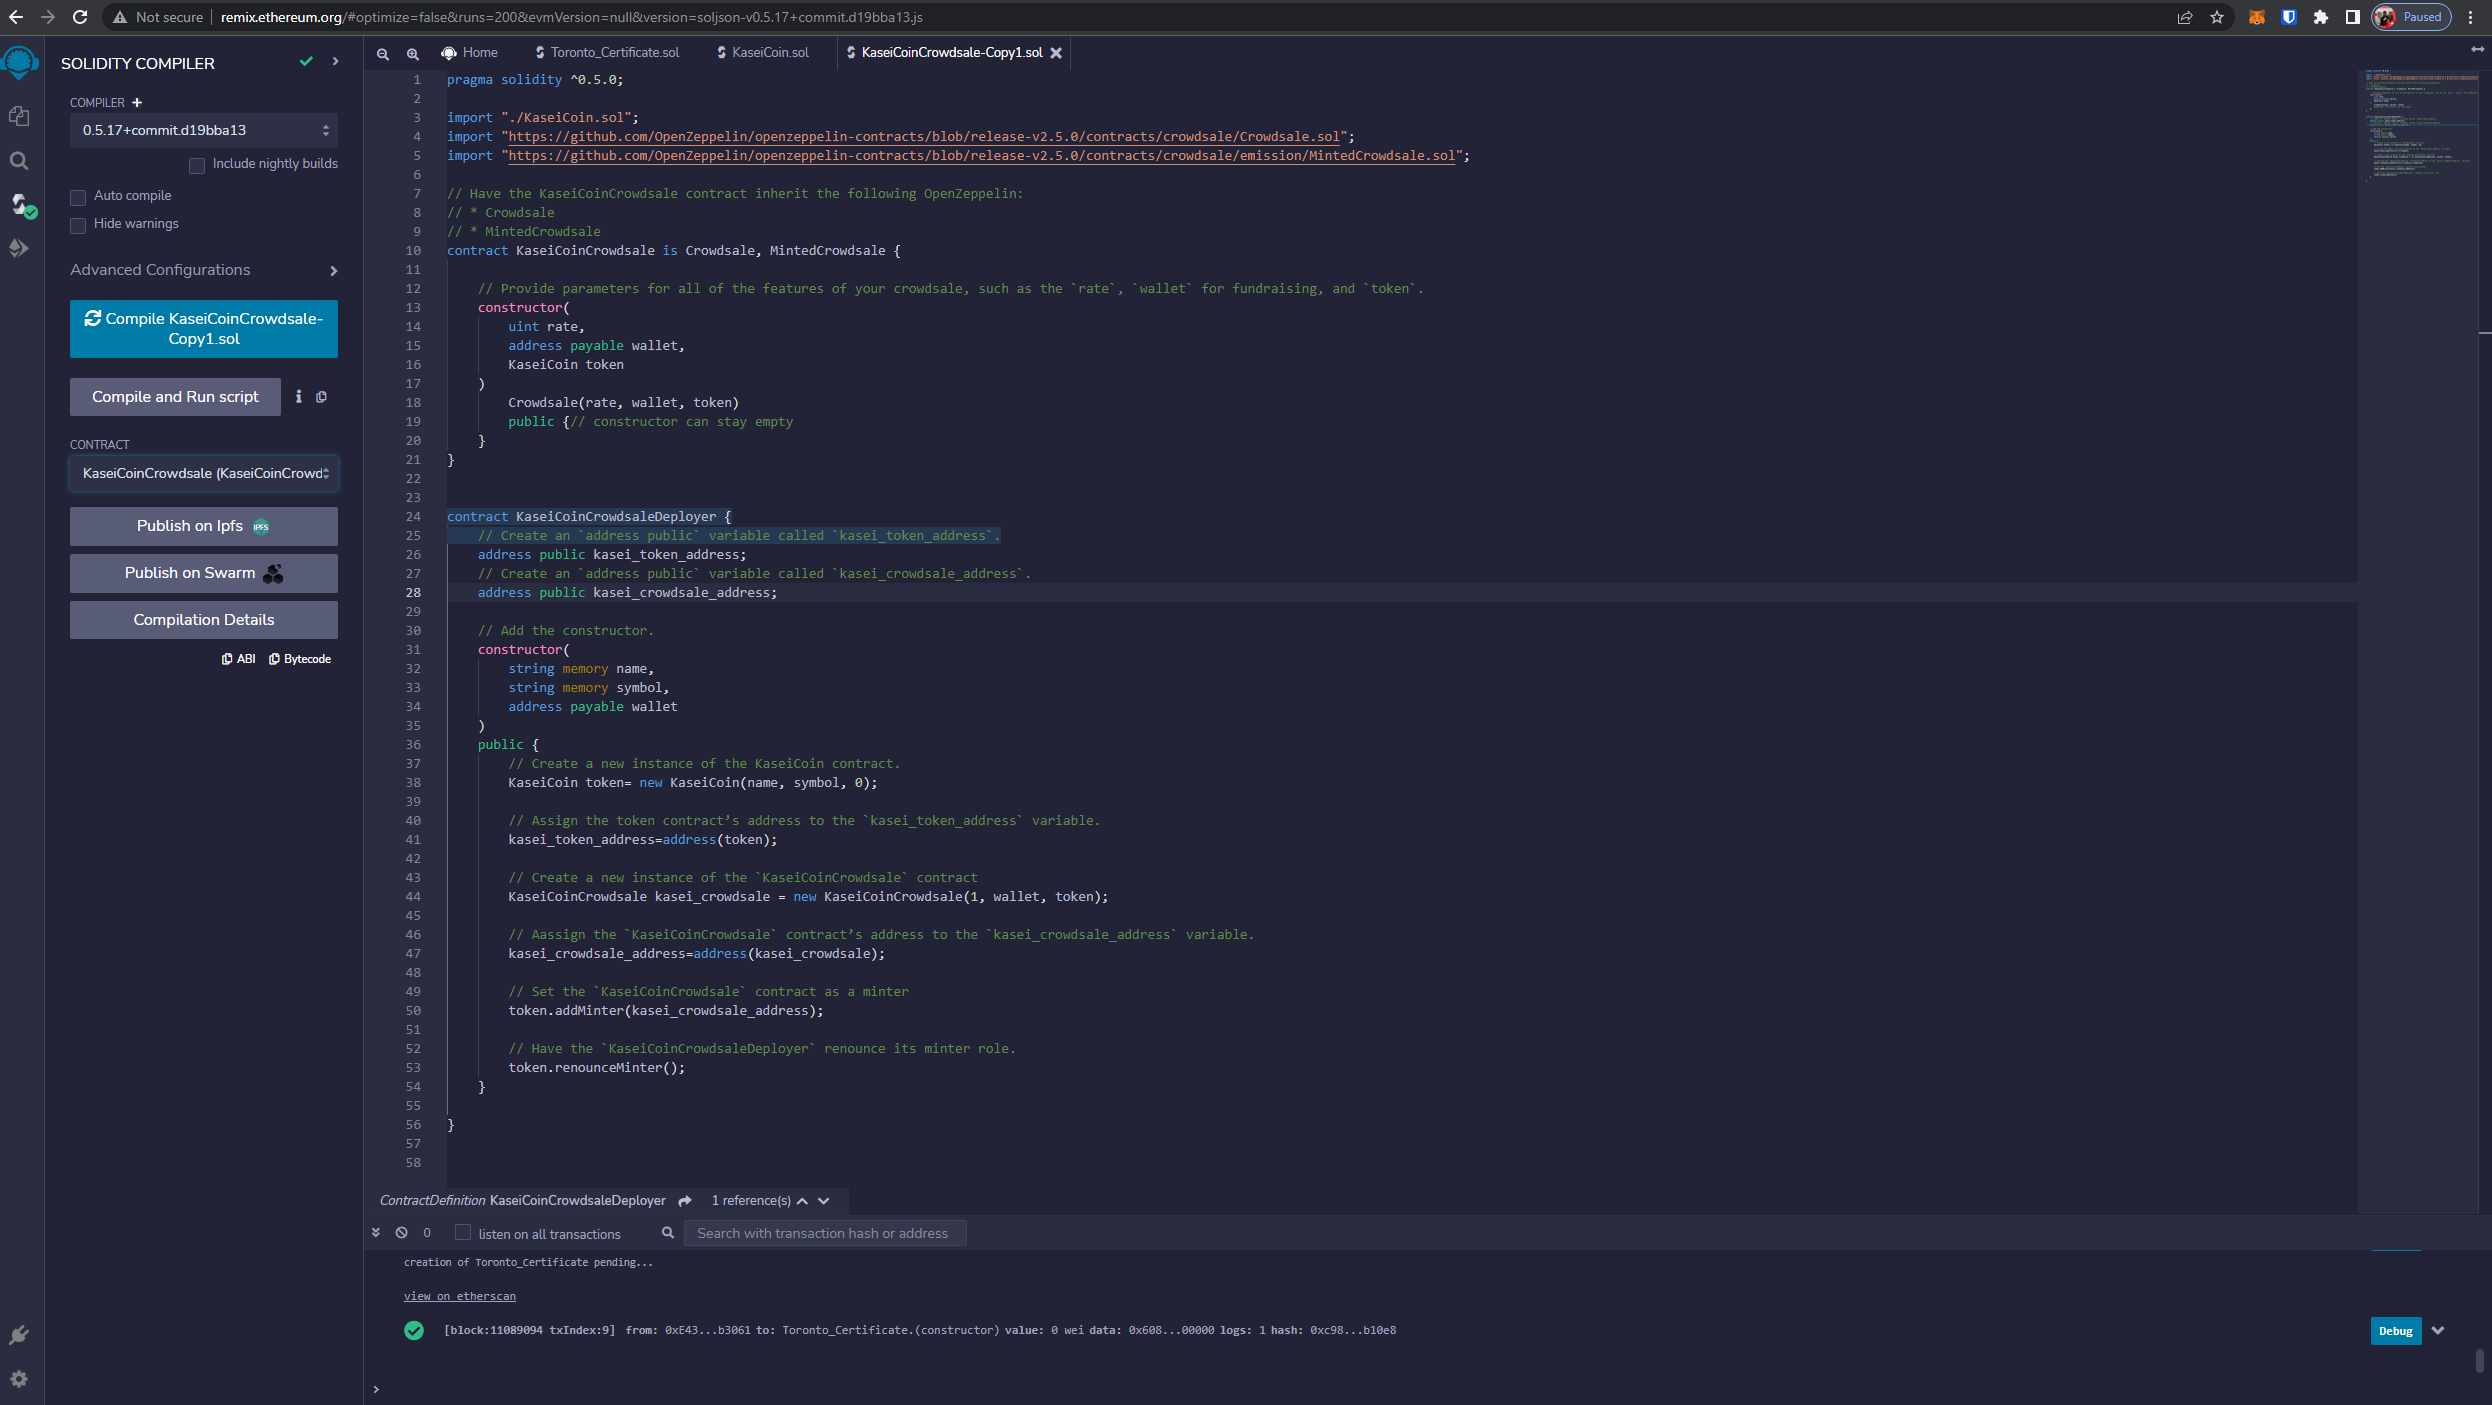 Not secure | remix.ethereum.org/#optimize=false&runs=200&evmVersion=null&version=soljson-v0.5.17+commit.d19bba13.js
Paused
SOLIDITY COMPILER
COMPILER
0.5.17+commit.d19bba13
Include nightly builds
Auto compile
Hide warnings
Advanced Configurations
Compile KaseiCoinCrowdsale-
Copy1.sol
Compile and Run script
CONTRACT
KaseiCoinCrowdsale (KaseiCoinCrowd
Publish on Ipfs IPFS
Publish on Swarm
Compilation Details
ABI Bytecode
Home Toronto_Certificate.sol KaseiCoin.sol KaseiCoinCrowdsale-Copy1.sol
1 pragma solidity ^0.5.0;
2
3 import "./KaseiCoin.sol";
4 import "https://github.com/OpenZeppelin/openzeppelin-contracts/blob/release-v2.5.0/contracts/crowdsale/Crowdsale.sol";
5 import "https://github.com/OpenZeppelin/openzeppelin-contracts/blob/release-v2.5.0/contracts/crowdsale/emission/MintedCrowdsale.sol";
6
7 // Have the KaseiCoinCrowdsale contract inherit the following OpenZeppelin:
8 // * Crowdsale
9 // * MintedCrowdsale
10 contract KaseiCoinCrowdsale is Crowdsale, MintedCrowdsale {
11
12 // Provide parameters for all of the features of your crowdsale, such as the `rate`, `wallet` for fundraising, and `token`.
13 constructor(
14 uint rate,
15 address payable wallet,
16 KaseiCoin token
17 )
18 Crowdsale(rate, wallet, token)
19 public {// constructor can stay empty
20 }
21 }
22
23
24 contract KaseiCoinCrowdsaleDeployer {
25 // Create an `address public` variable called `kasei_token_address`.
26 address public kasei_token_address;
27 // Create an `address public` variable called `kasei_crowdsale_address`.
28 address public kasei_crowdsale_address;
29
30 // Add the constructor.
31 constructor(
32 string memory name,
33 string memory symbol,
34 address payable wallet
35 )
36 public {
37 // Create a new instance of the KaseiCoin contract.
38 KaseiCoin token= new KaseiCoin(name, symbol, 0);
39
40 // Assign the token contract’s address to the `kasei_token_address` variable.
41 kasei_token_address=address(token);
42
43 // Create a new instance of the `KaseiCoinCrowdsale` contract
44 KaseiCoinCrowdsale kasei_crowdsale = new KaseiCoinCrowdsale(1, wallet, token);
45
46 // Aassign the `KaseiCoinCrowdsale` contract’s address to the `kasei_crowdsale_address` variable.
47 kasei_crowdsale_address=address(kasei_crowdsale);
48
49 // Set the `KaseiCoinCrowdsale` contract as a minter
50 token.addMinter(kasei_crowdsale_address);
51
52 // Have the `KaseiCoinCrowdsaleDeployer` renounce its minter role.
53 token.renounceMinter();
54 }
55
56 }
57
58
ContractDefinition KaseiCoinCrowdsaleDeployer 1 reference(s)
0 listen on all transactions Search with transaction hash or address
creation of Toronto_Certificate pending...
view on etherscan
[block:11089094 txIndex:9] from: 0xE43...b3061 to: Toronto_Certificate.(constructor) value: 0 wei data: 0x608...00000 logs: 1 hash: 0xc98...b10e8
Debug
>